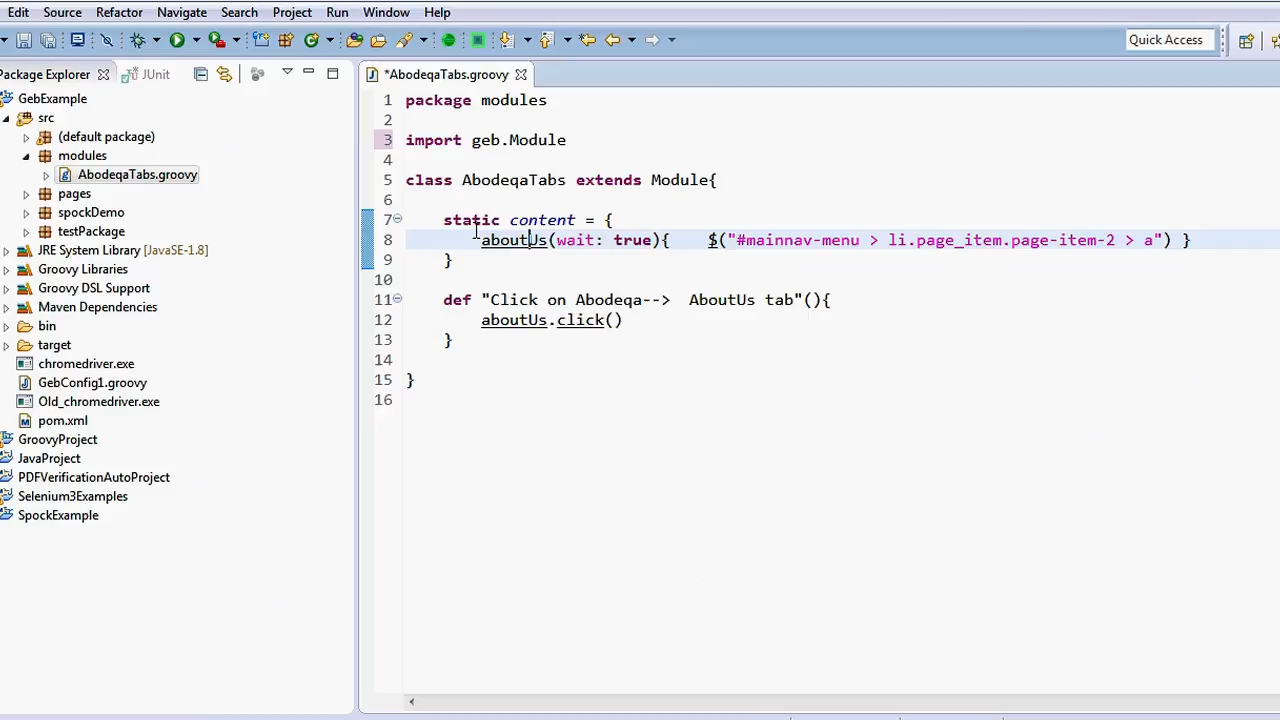 Edit Source Refactor Navigate Search Project Run Window Help
Quick Access
Package Explorer JUnit
*AbodeqaTabs.groovy
GebExample
src
(default package)
modules
AbodeqaTabs.groovy
pages
spockDemo
testPackage
JRE System Library [JavaSE-1.8]
Groovy Libraries
Groovy DSL Support
Maven Dependencies
bin
target
chromedriver.exe
GebConfig1.groovy
Old_chromedriver.exe
pom.xml
GroovyProject
JavaProject
PDFVerificationAutoProject
Selenium3Examples
SpockExample
1 package modules
2
3 import geb.Module
4
5 class AbodeqaTabs extends Module{
6
7 static content = {
8 aboutUs(wait: true){ $("#mainnav-menu > li.page_item.page-item-2 > a") }
9 }
10
11 def "Click on Abodeqa--> AboutUs tab"(){
12 aboutUs.click()
13 }
14
15 }
16